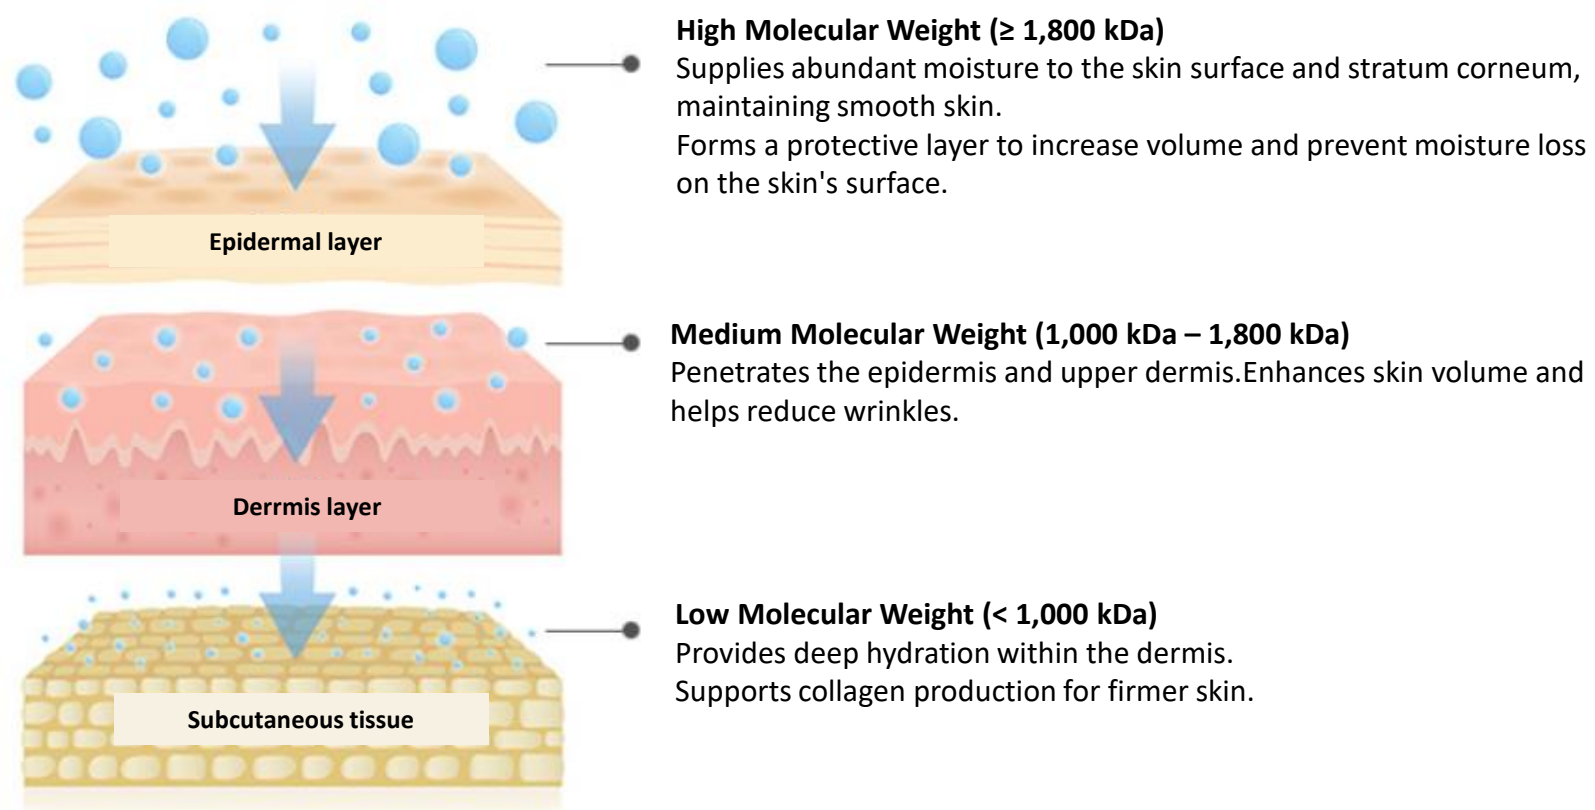 High Molecular Weight (≥ 1,800 kDa)
Supplies abundant moisture to the skin surface and stratum corneum,
maintaining smooth skin.
Forms a protective layer to increase volume and prevent moisture loss
on the skin's surface.
Epidermal layer
Medium Molecular Weight (1,000 kDa – 1,800 kDa)
Penetrates the epidermis and upper dermis.Enhances skin volume and
helps reduce wrinkles.
Derrmis layer
Low Molecular Weight (< 1,000 kDa)
Provides deep hydration within the dermis.
Supports collagen production for firmer skin.
Subcutaneous tissue